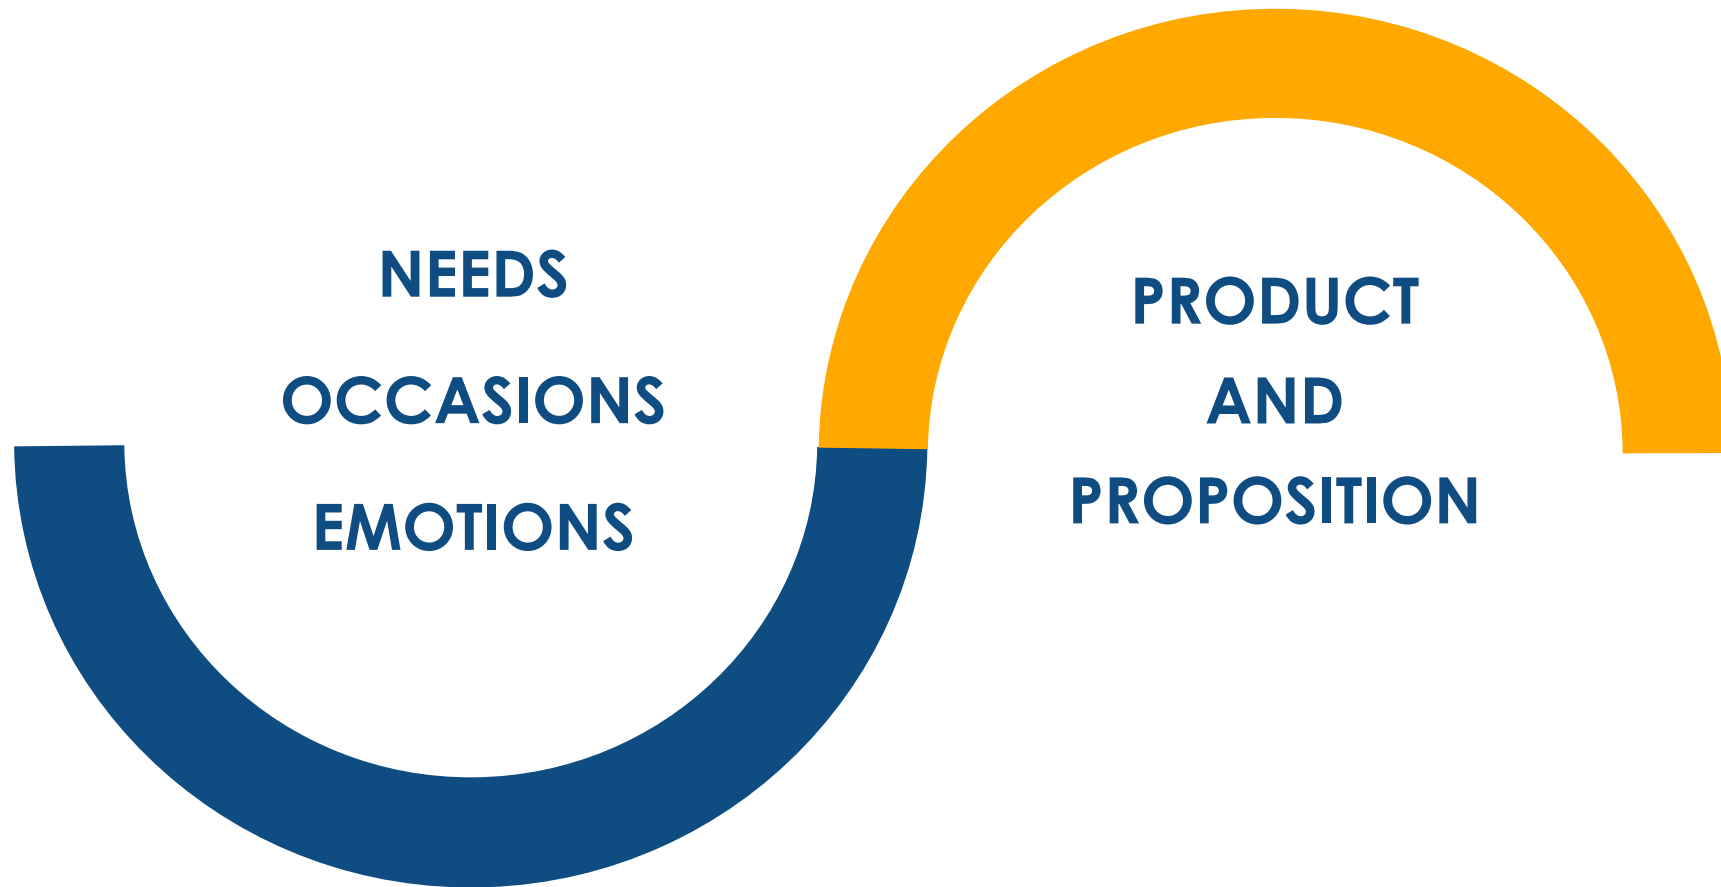 NEEDS
OCCASIONS
EMOTIONS
PRODUCT
AND
PROPOSITION